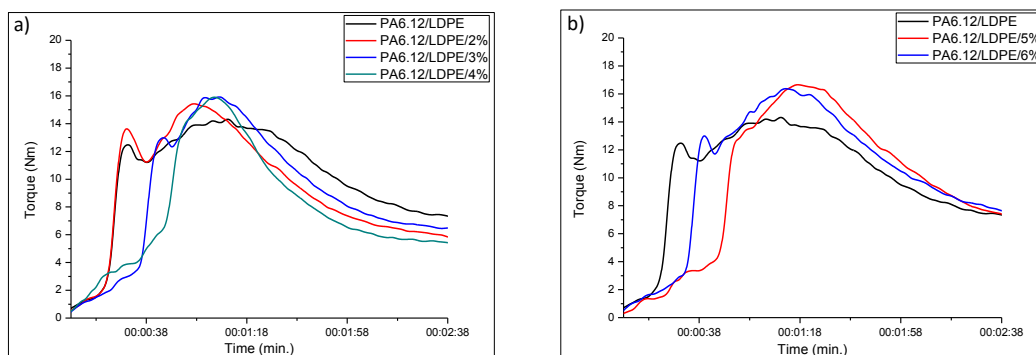 a)
PA6.12/LDPE
PA6.12/LDPE/2%
PA6.12/LDPE/3%
PA6.12/LDPE/4%
20
18
16
14
12
10
8
6
4
2
0
Torque (Nm)
00:00:38
00:01:18
00:01:58
00:02:38
Time (min.)
b)
PA6.12/LDPE
PA6.12/LDPE/5%
PA6.12/LDPE/6%
20
18
16
14
12
10
8
6
4
2
0
Torque (Nm)
00:00:38
00:01:18
00:01:58
00:02:38
Time (min.)